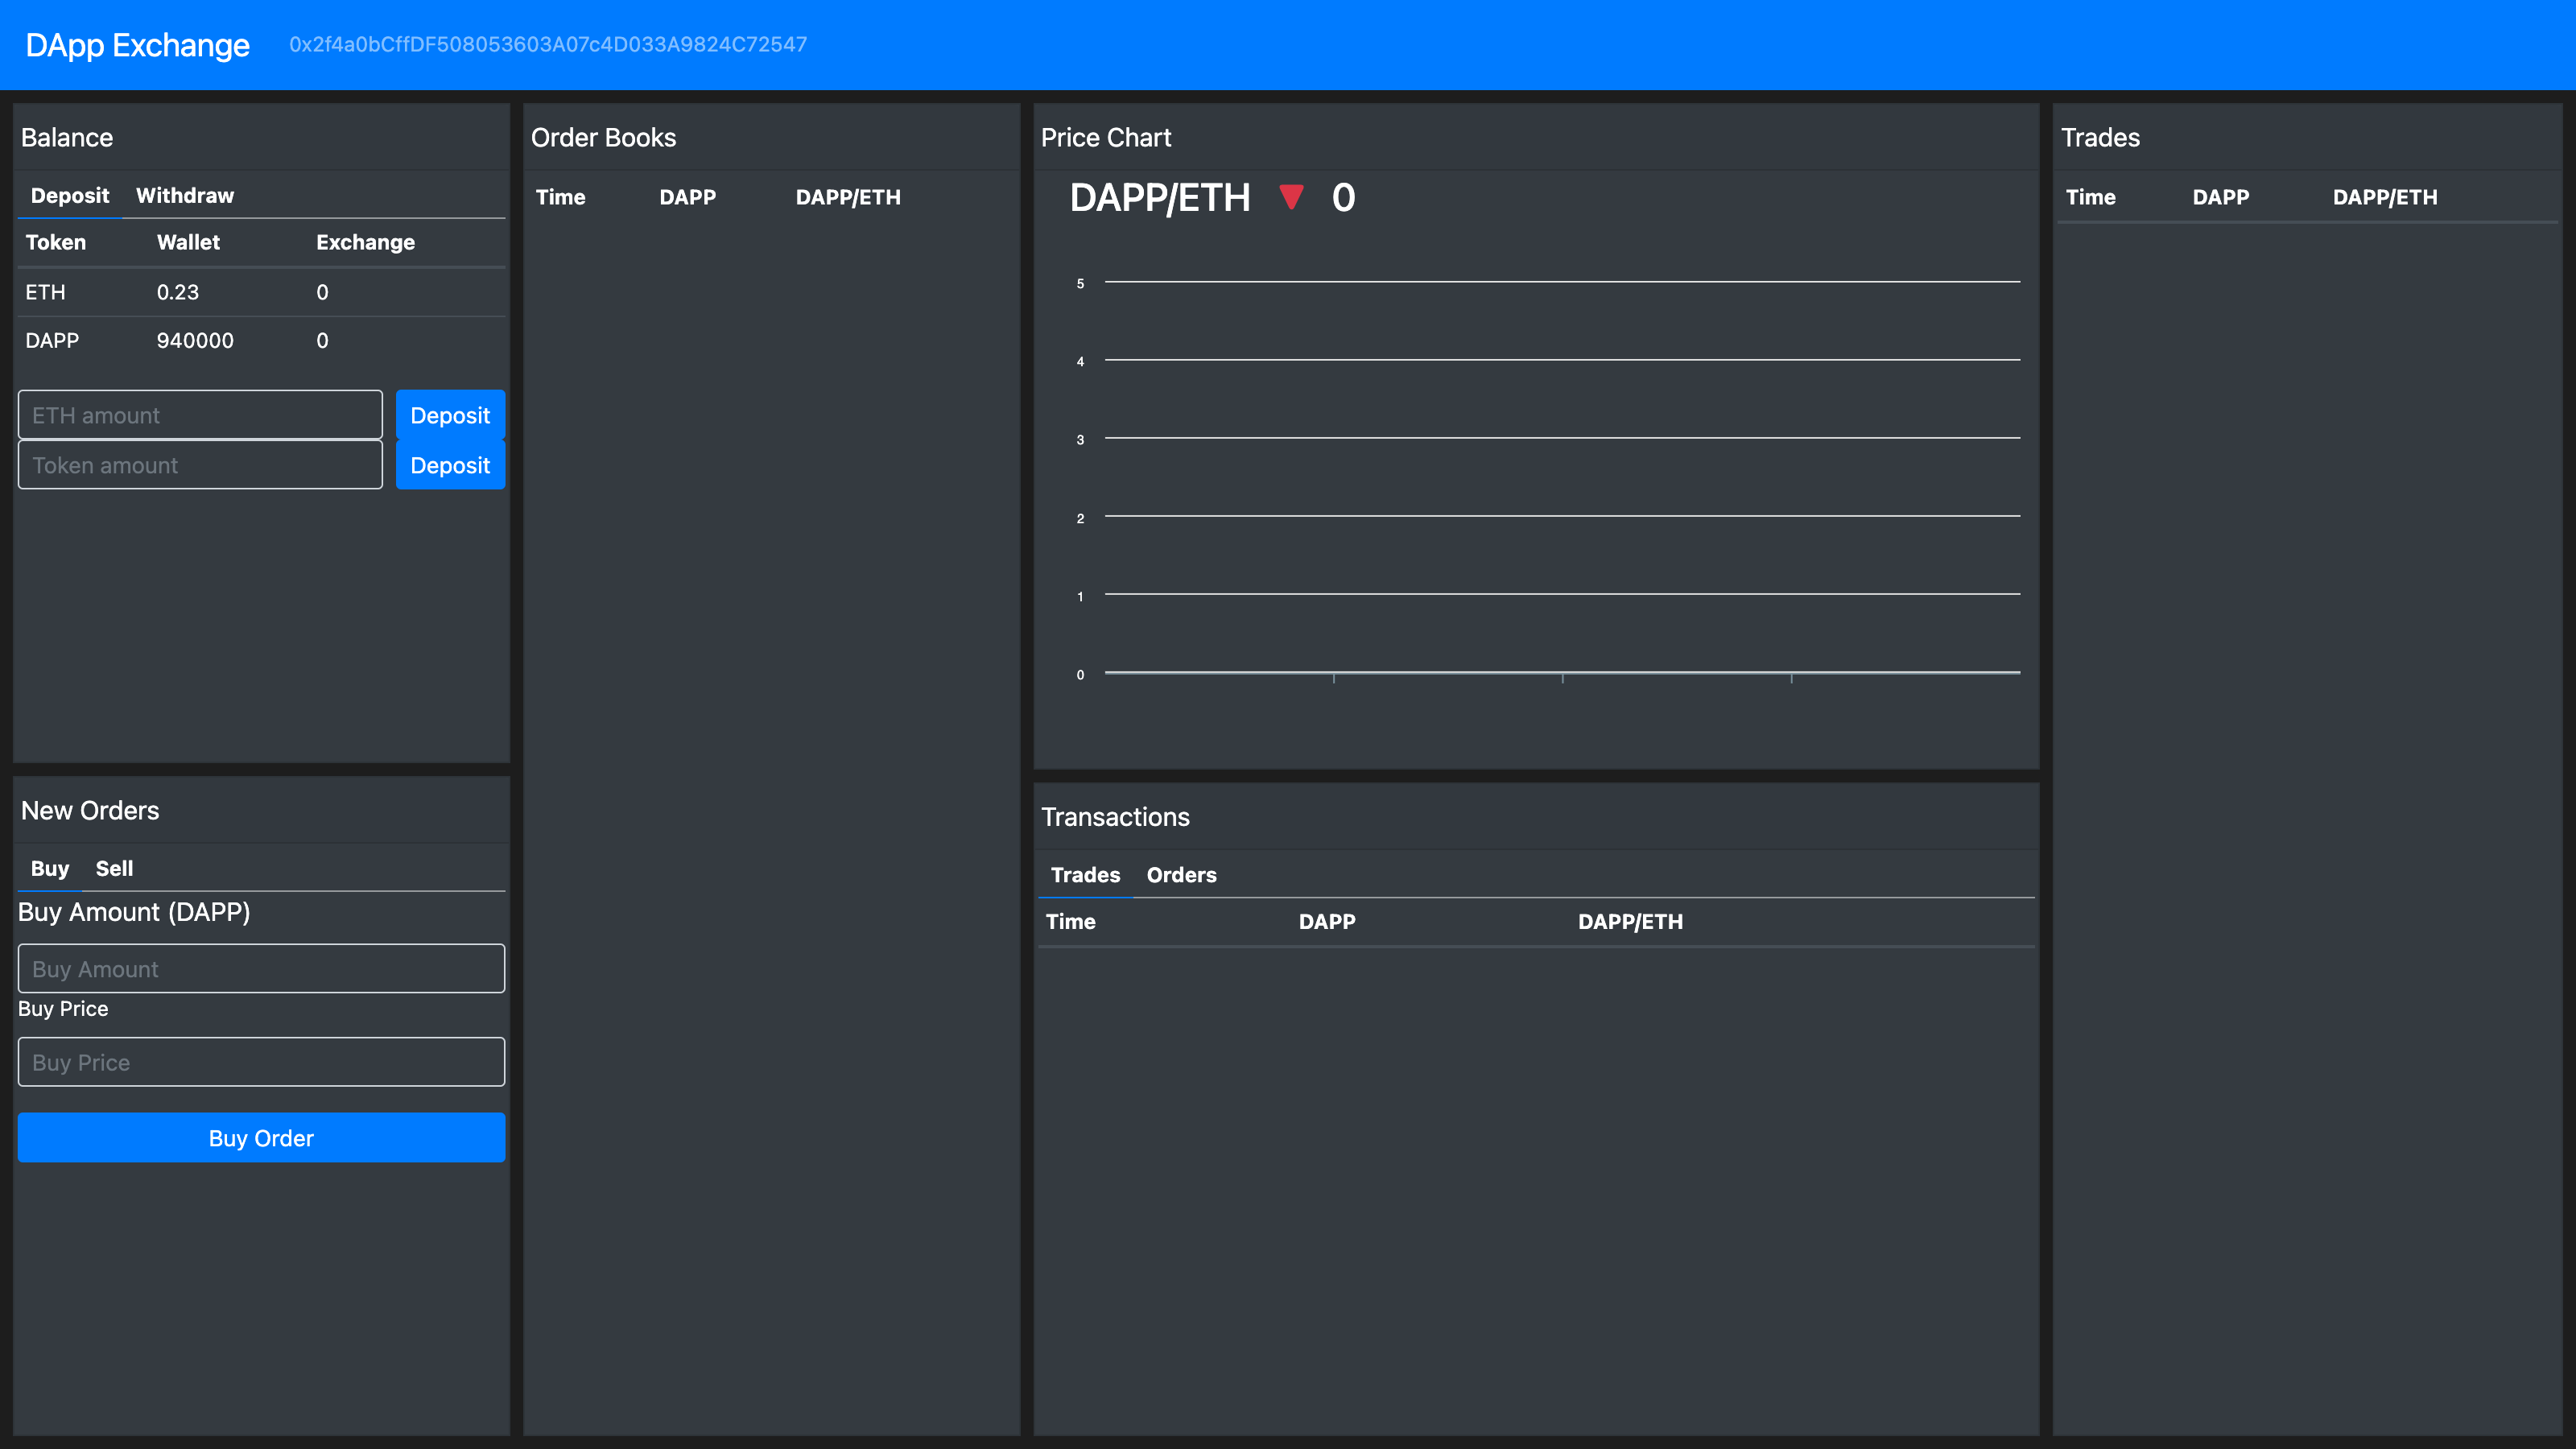 DApp Exchange 0x2f4a0bCffDF508053603A07c4D033A9824C72547
Balance
Deposit Withdraw
Token Wallet Exchange
ETH 0.23 0
DAPP 940000 0
ETH amount Deposit
Token amount Deposit
New Orders
Buy Sell
Buy Amount (DAPP)
Buy Amount
Buy Price
Buy Price
Buy Order
Order Books
Time DAPP DAPP/ETH
Price Chart
DAPP/ETH ▼ 0
5
4
3
2
1
0
Transactions
Trades Orders
Time DAPP DAPP/ETH
Trades
Time DAPP DAPP/ETH